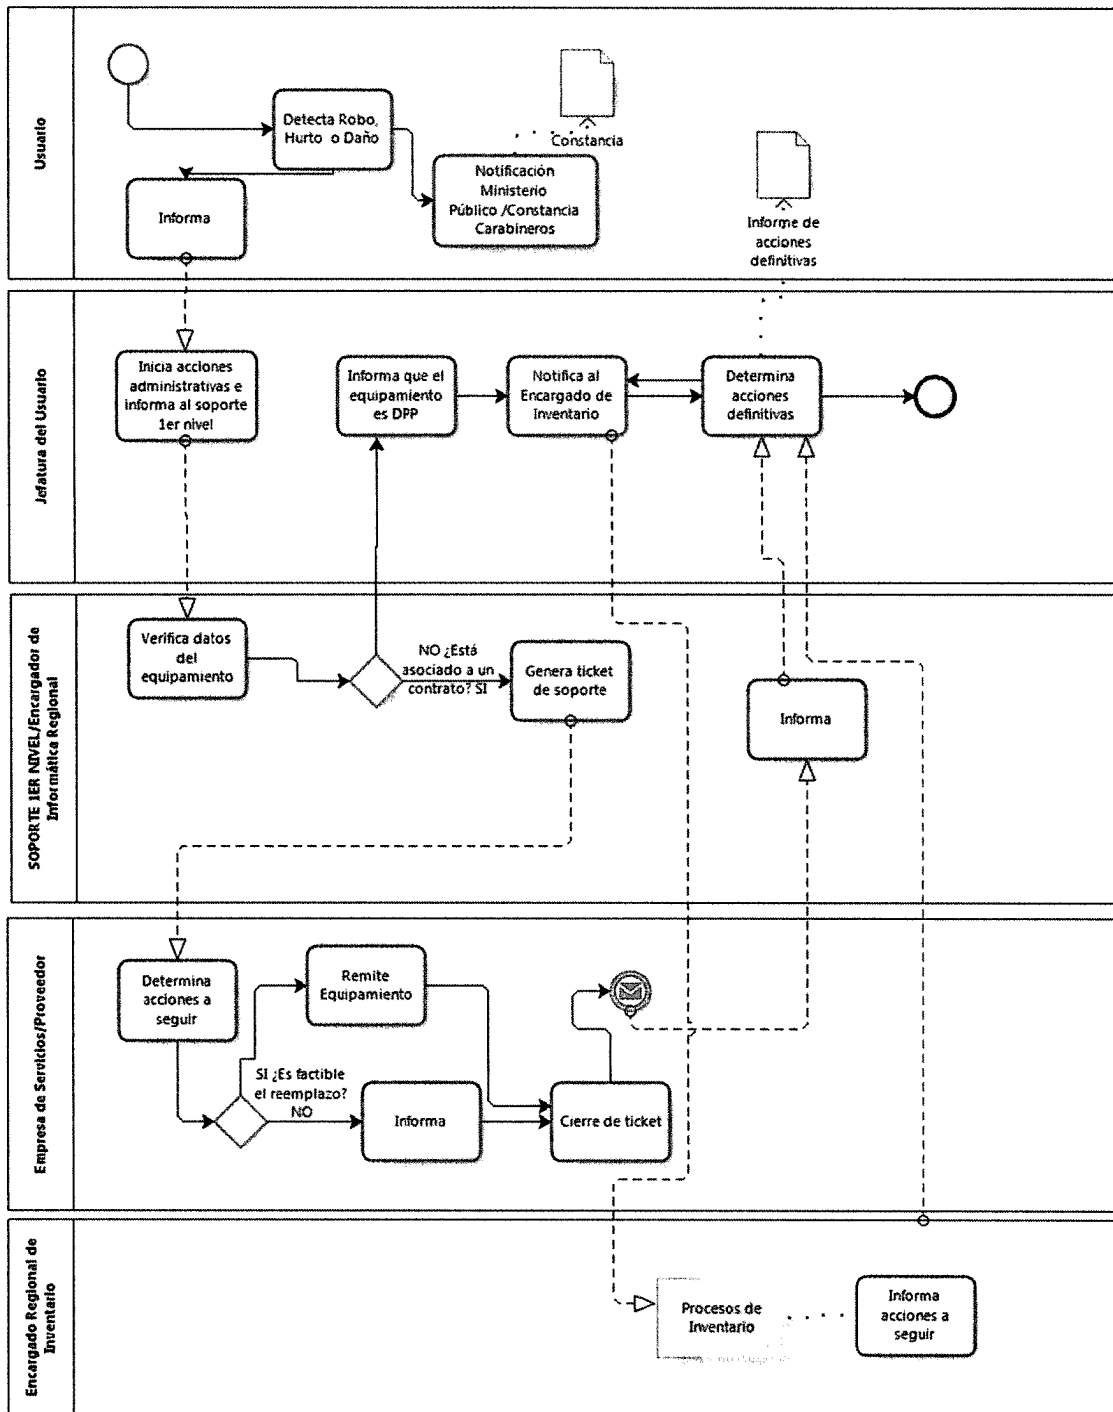 Usuario
Detecta Robo,
Hurto o Daño
Constancia
Informa
Notificación
Ministerio
Público /Constancia
Carabineros
Informe de
acciones
definitivas
Jefatura del Usuario
Inicia acciones
administrativas e
informa al soporte
1er nivel
Informa que el
equipamiento
es DPP
Notifica al
Encargado de
Inventario
Determina
acciones
definitivas
SOPORTE 1ER NIVEL/Encargador de
Informática Regional
Verifica datos
del
equipamiento
NO ¿Está
asociado a un
contrato? SI
Genera ticket
de soporte
Informa
Empresa de Servicios/Proveedor
Determina
acciones a
seguir
Remite
Equipamiento
SI ¿Es factible
el reemplazo?
NO
Informa
Cierre de ticket
Encargado Regional de
Inventario
Procesos de
Inventario
Informa
acciones a
seguir